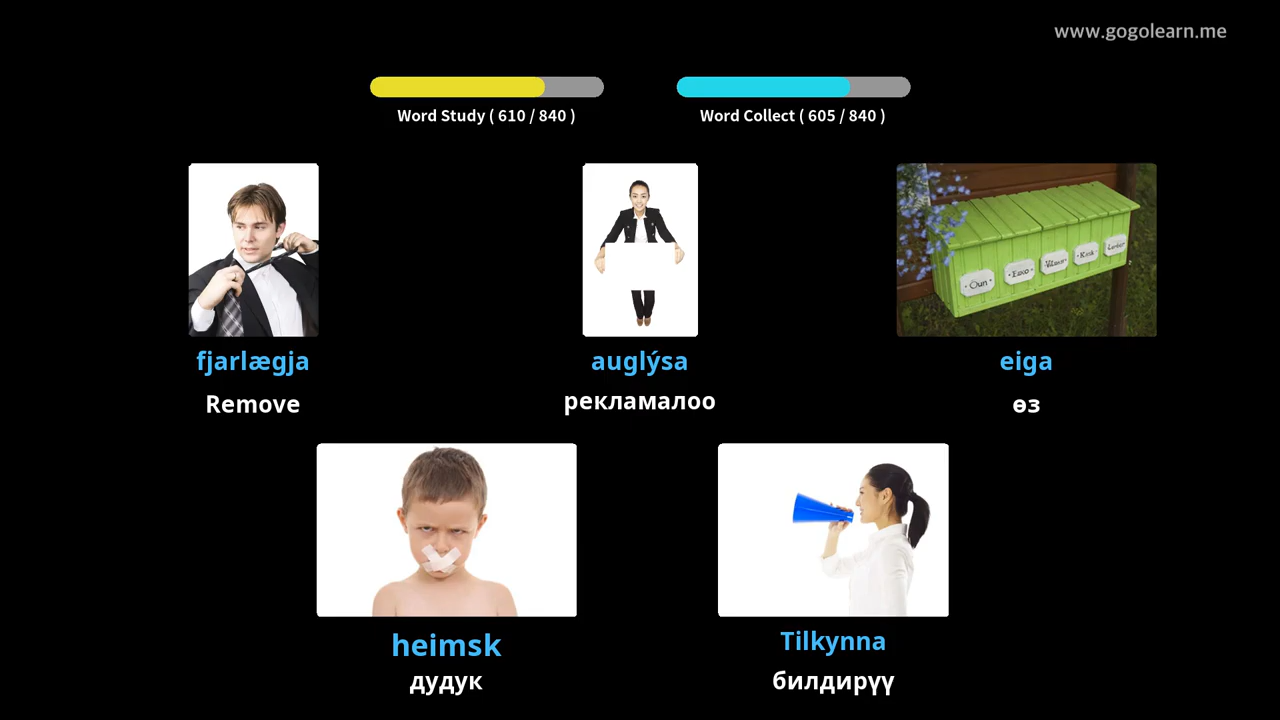 www.gogolearn.me
Word Study ( 610 / 840 )
Word Collect ( 605 / 840 )
fjarlægja
Remove
auglýsa
рекламалоо
eiga
өз
heimsk
дудук
Tilkynna
билдирүү